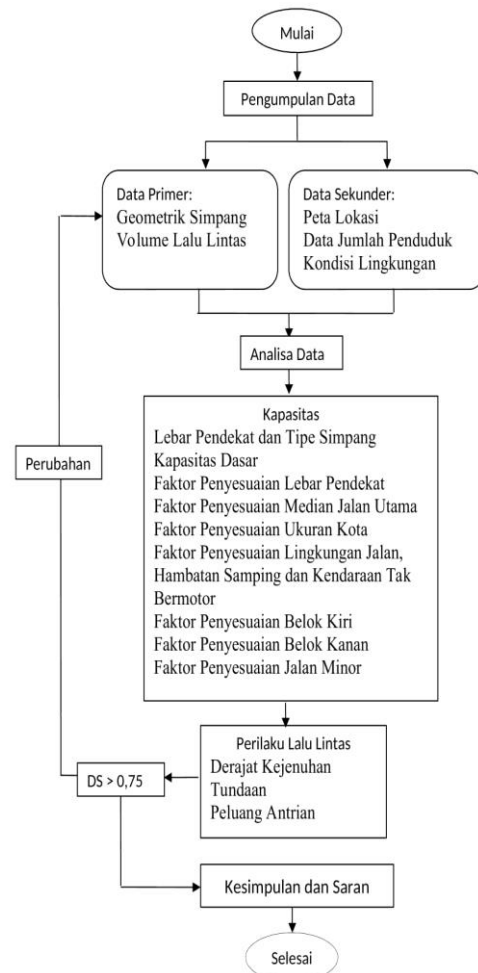 Mulai
Pengumpulan Data
Data Primer:
Geometrik Simpang
Volume Lalu Lintas
Data Sekunder:
Peta Lokasi
Data Jumlah Penduduk
Kondisi Lingkungan
Analisa Data
Kapasitas
Lebar Pendekat dan Tipe Simpang
Kapasitas Dasar
Faktor Penyesuaian Lebar Pendekat
Faktor Penyesuaian Median Jalan Utama
Faktor Penyesuaian Ukuran Kota
Faktor Penyesuaian Lingkungan Jalan,
Hambatan Samping dan Kendaraan Tak
Bermotor
Faktor Penyesuaian Belok Kiri
Faktor Penyesuaian Belok Kanan
Faktor Penyesuaian Jalan Minor
Perubahan
Perilaku Lalu Lintas
Derajat Kejenuhan
Tundaan
Peluang Antrian
DS > 0,75
Kesimpulan dan Saran
Selesai